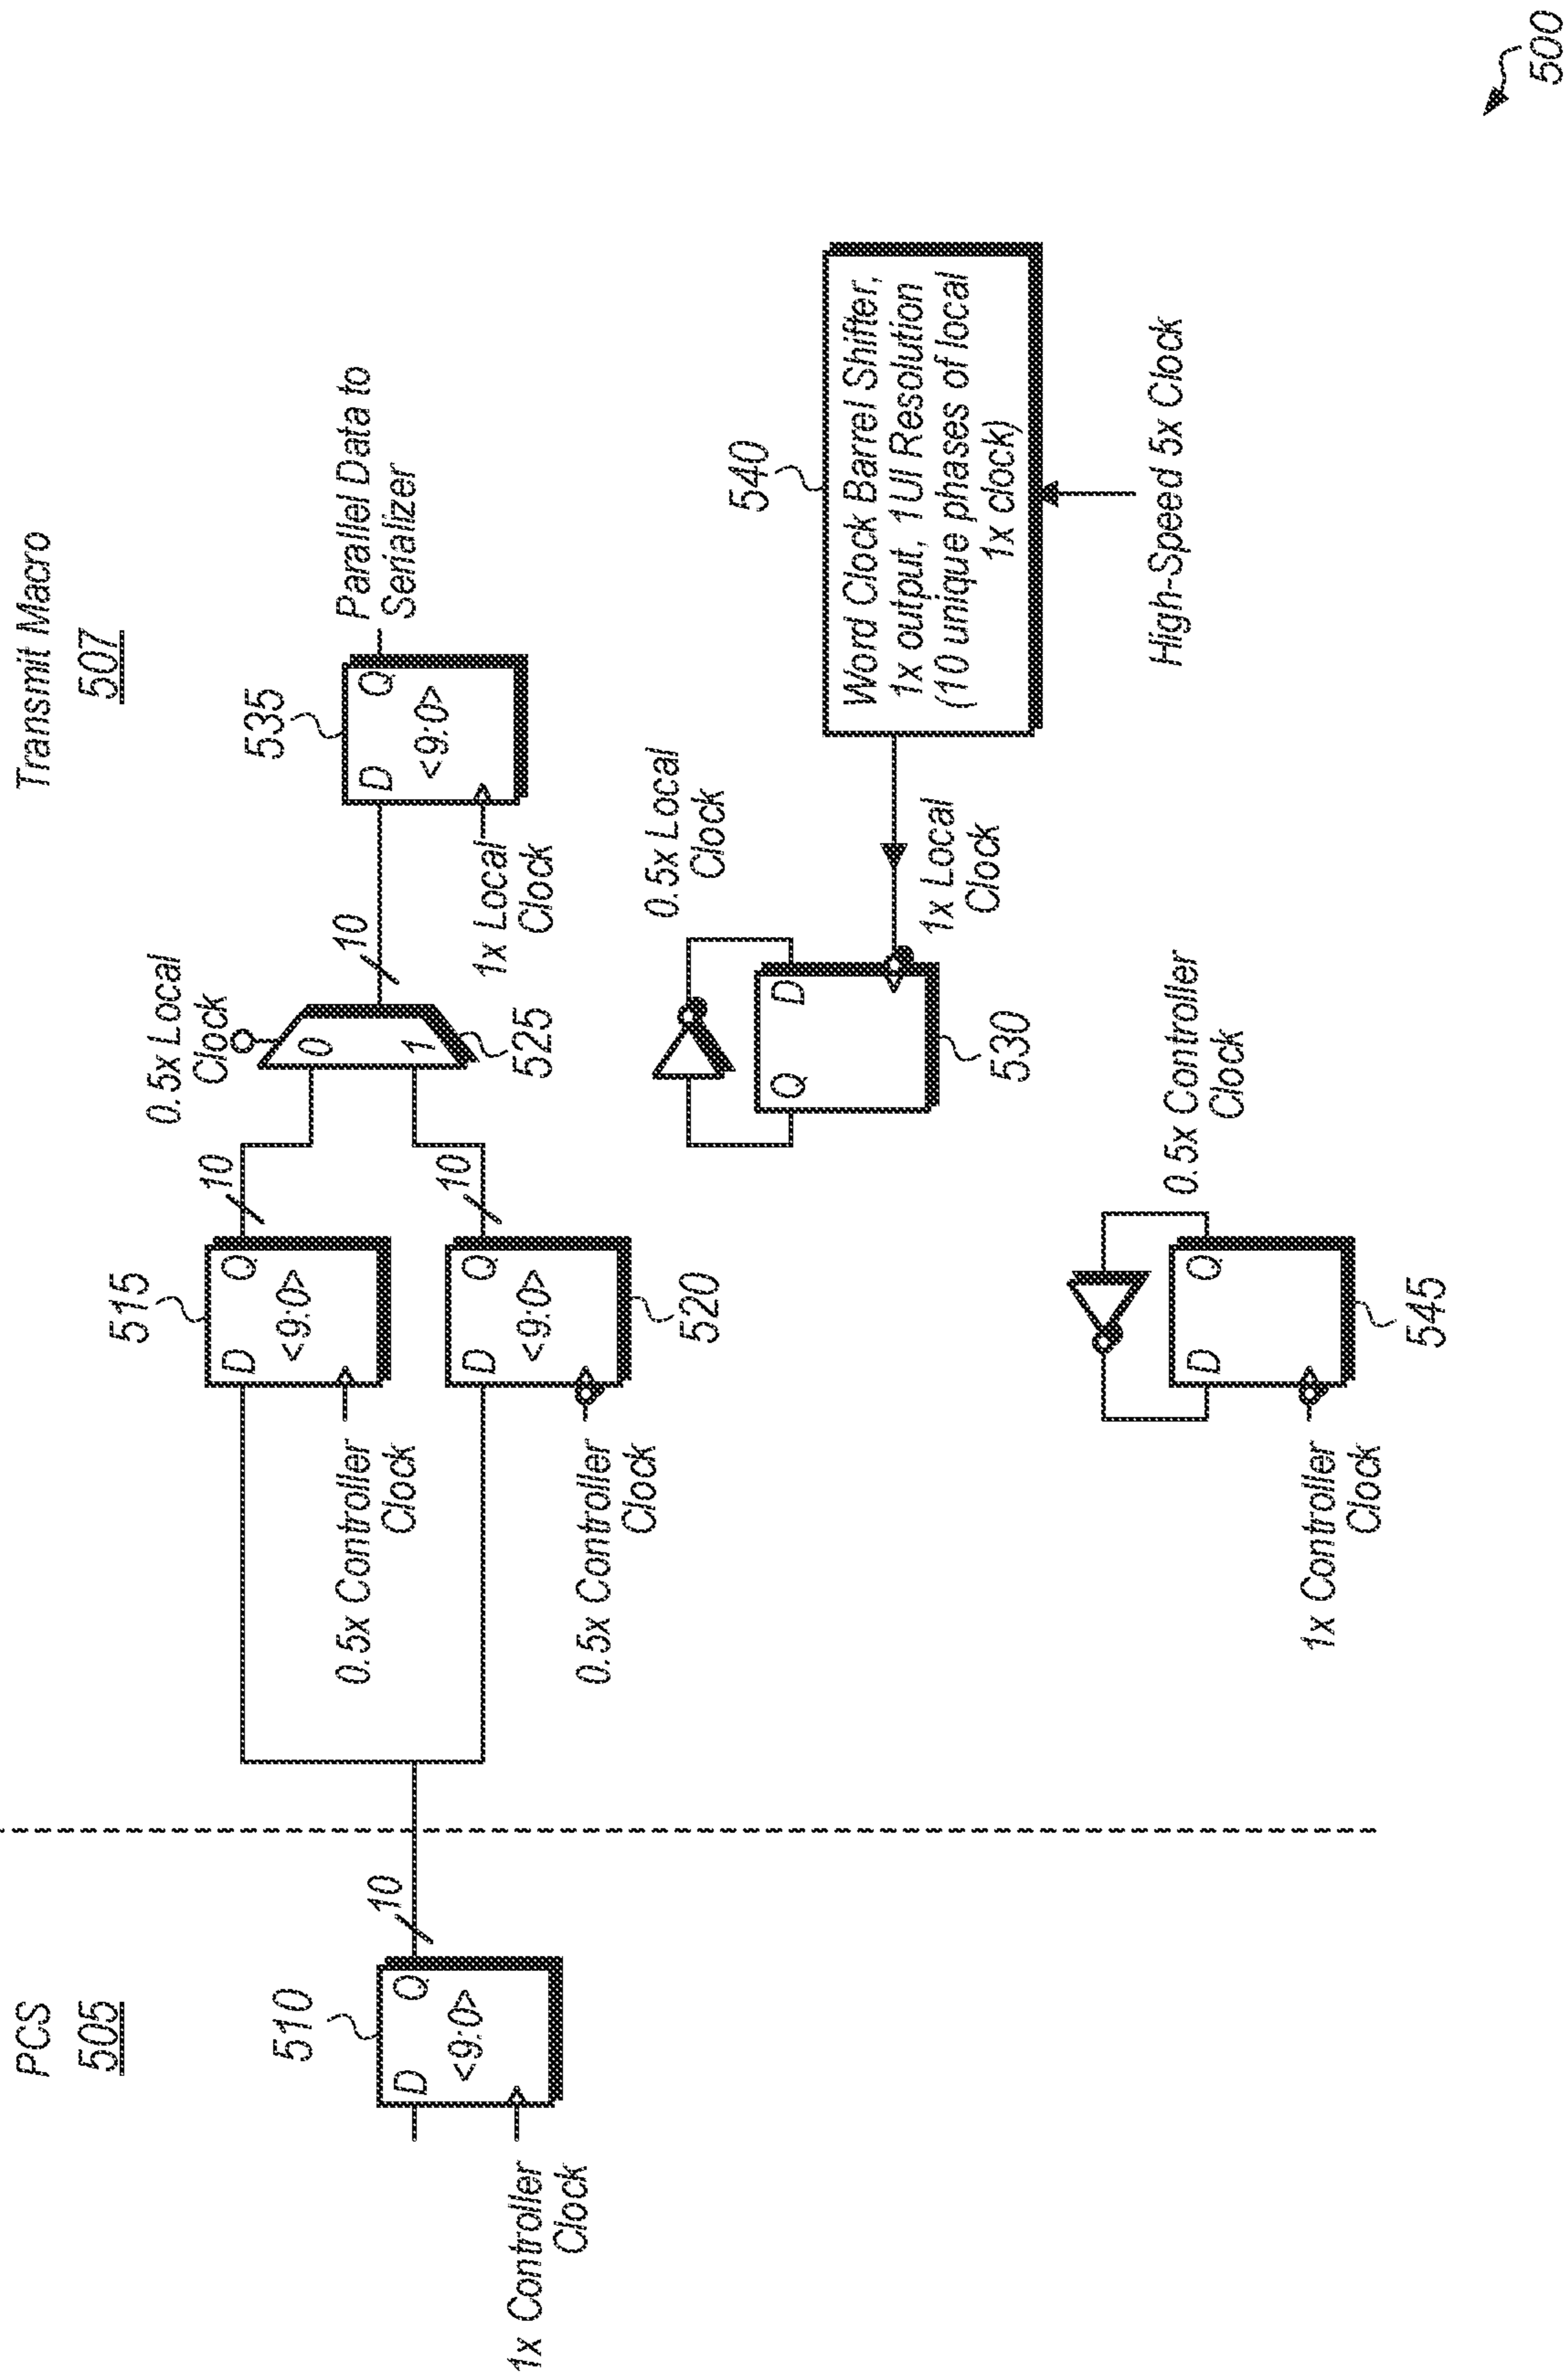 PCS
505
Transmit Macro
507
510
D
Q
<9:0>
10
1x Controller
Clock
515
D
Q
<9:0>
10
0.5x Controller
Clock
D
Q
<9:0>
10
520
0.5x Controller
Clock
0.5x Local
Clock
0
1
525
10
535
D
Q
<9:0>
1x Local
Clock
Parallel Data to
Serializer
0.5x Local
Clock
Q
D
530
1x Local
Clock
540
Word Clock Barrel Shifter,
1x output, 1UI Resolution
(10 unique phases of local
1x clock)
High-Speed 5x Clock
0.5x Controller
Clock
D
Q
545
1x Controller
Clock
500